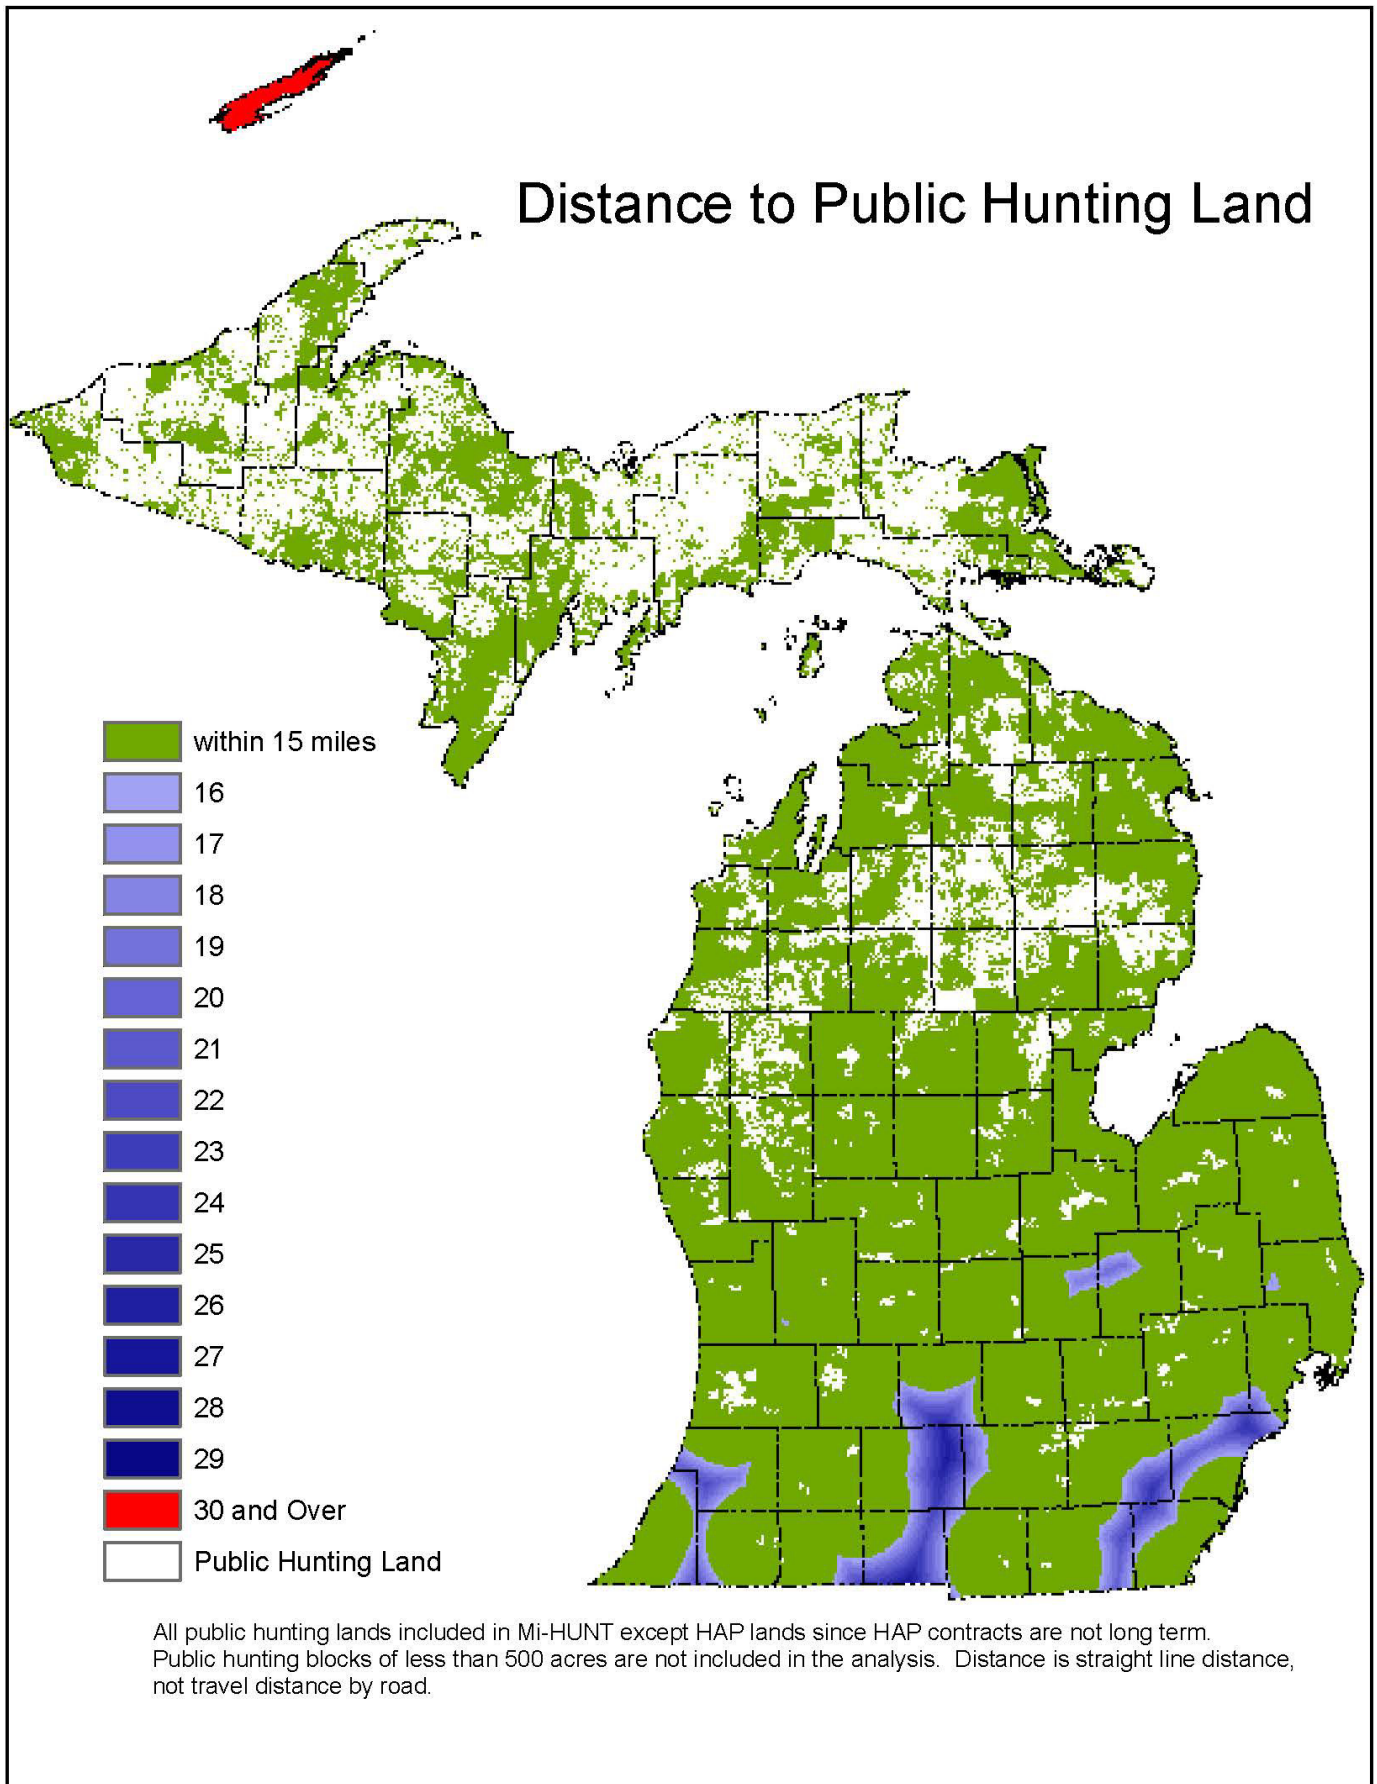 Distance to Public Hunting Land
within 15 miles
16
17
18
19
20
21
22
23
24
25
26
27
28
29
30 and Over
Public Hunting Land
All public hunting lands included in Mi-HUNT except HAP lands since HAP contracts are not long term.
Public hunting blocks of less than 500 acres are not included in the analysis.  Distance is straight line distance,
not travel distance by road.